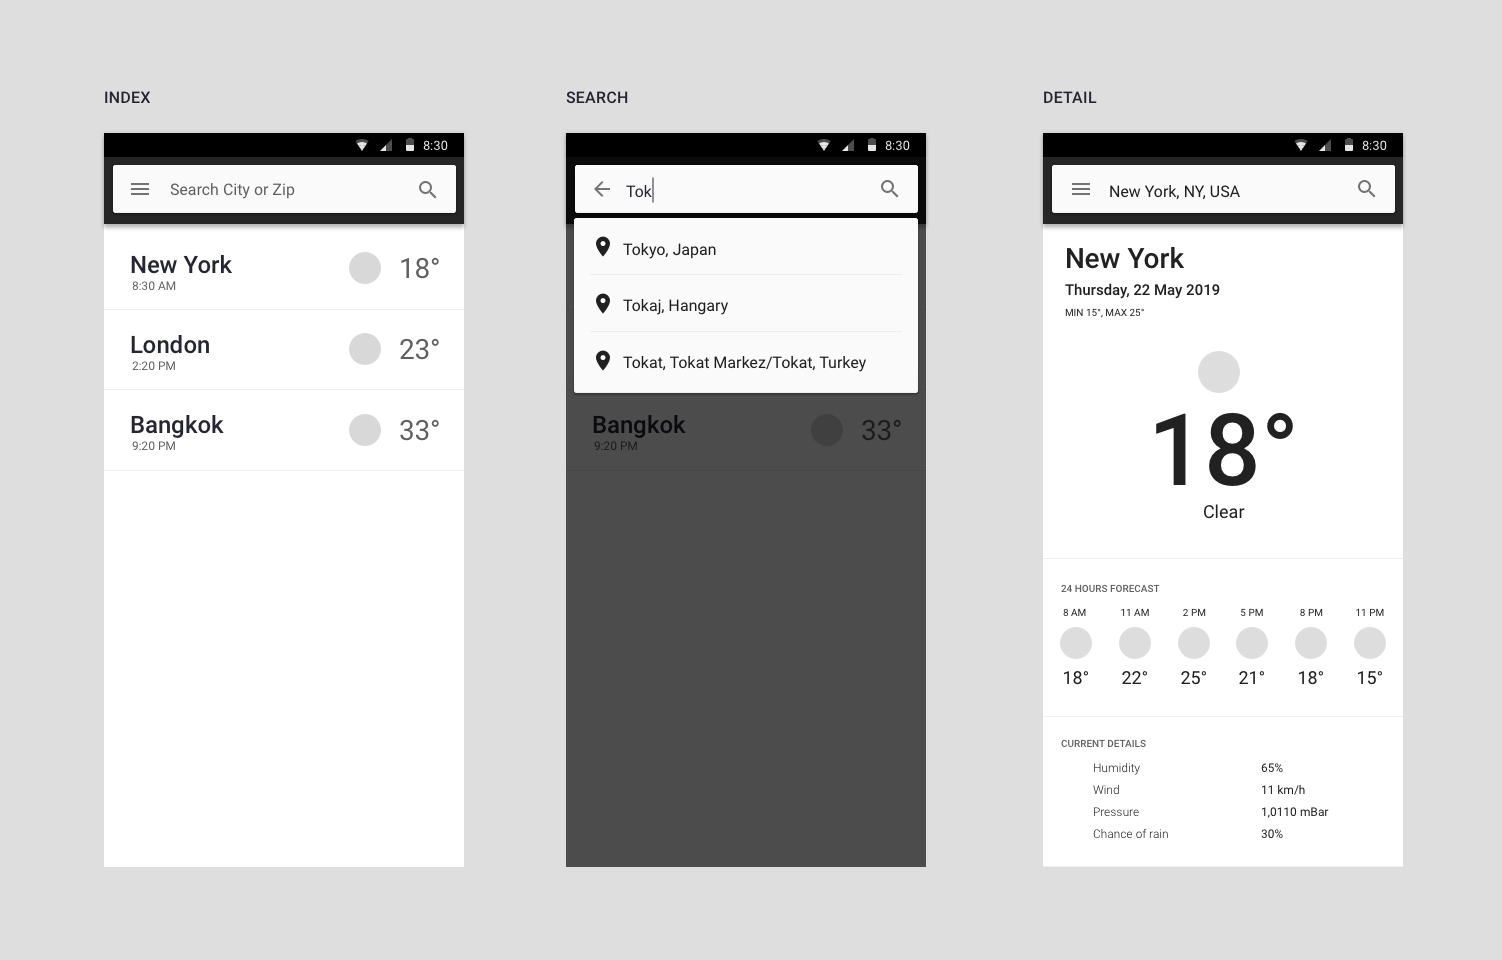 INDEX
8:30
Search City or Zip
New York
8:30 AM
18°
London
2:20 PM
23°
Bangkok
9:20 PM
33°
SEARCH
8:30
Tok
Tokyo, Japan
Tokaj, Hangary
Tokat, Tokat Markez/Tokat, Turkey
Bangkok
9:20 PM
33°
DETAIL
8:30
New York, NY, USA
New York
Thursday, 22 May 2019
MIN 15°, MAX 25°
18°
Clear
24 HOURS FORECAST
8 AM 11 AM 2 PM 5 PM 8 PM 11 PM
18° 22° 25° 21° 18° 15°
CURRENT DETAILS
Humidity 65%
Wind 11 km/h
Pressure 1,0110 mBar
Chance of rain 30%